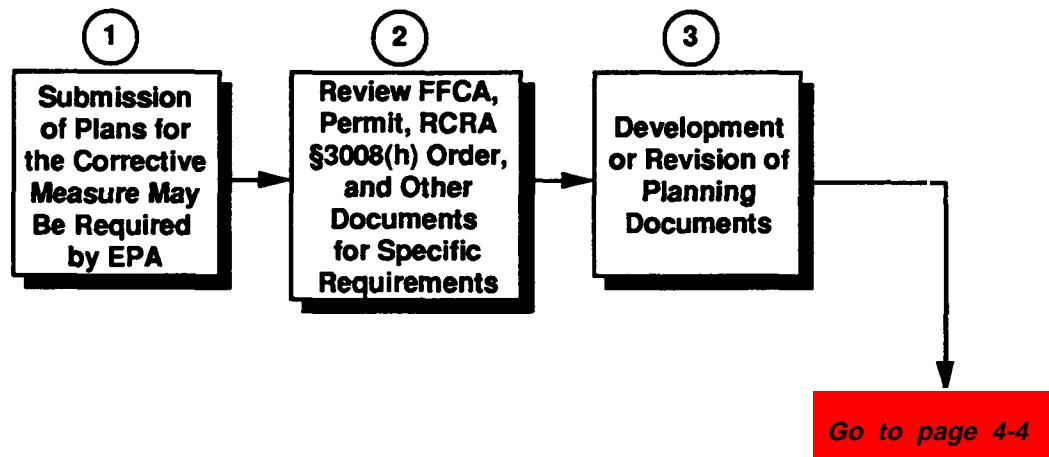 1
Submission
of Plans for
the Corrective
Measure May
Be Required
by EPA
2
Review FFCA,
Permit, RCRA
§3008(h) Order,
and Other
Documents
for Specific
Requirements
3
Development
or Revision of
Planning
Documents
Go to page 4-4